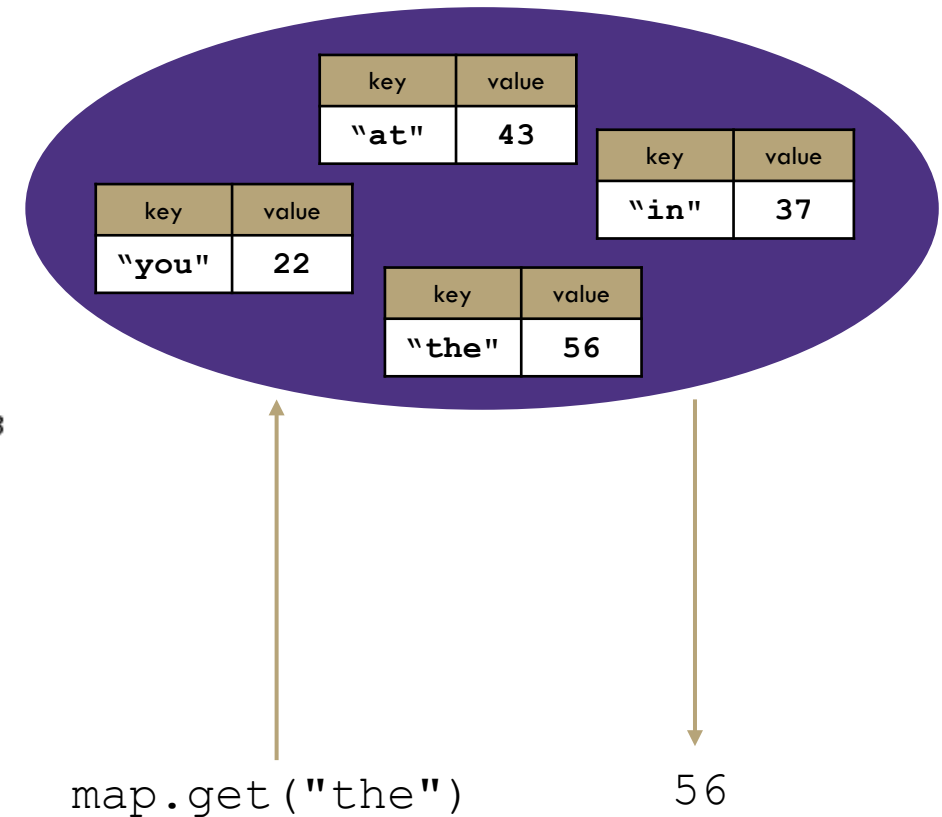 key value
“at" 43
key value
“in" 37
key value
“you" 22
key value
“the" 56
map.get("the") 56